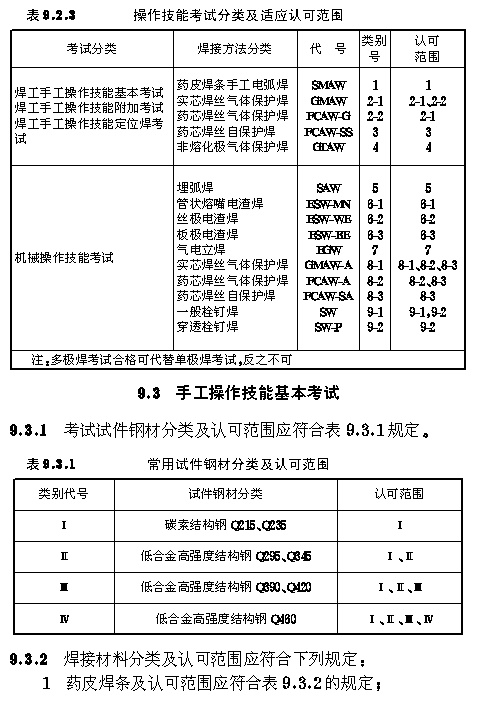 表9.2.3 操作技能考试分类及适应认可范围
考试分类 焊接方法分类 代 号 类别号 认可范围
焊工手工操作技能基本考试
焊工手工操作技能附加考试
焊工手工操作技能定位焊考试
药皮焊条手工电弧焊 SMAW 1 1
实芯焊丝气体保护焊 GMAW 2-1 2-1、2-2
药芯焊丝气体保护焊 FCAW-G 2-2 2-1
药芯焊丝自保护焊 FCAW-SS 3 3
非熔化极气体保护焊 GTAW 4 4
机械操作技能考试
埋弧焊 SAW 5 5
管状熔嘴电渣焊 ESW-MN 6-1 6-1
丝极电渣焊 ESW-WE 6-2 6-2
板极电渣焊 ESW-BE 6-3 6-3
气电立焊 EGW 7 7
实芯焊丝气体保护焊 GMAW-A 8-1 8-1、8-2、8-3
药芯焊丝气体保护焊 FCAW-A 8-2 8-2、8-3
药芯焊丝自保护焊 FCAW-SA 8-3 8-3
一般栓钉焊 SW 9-1 9-1,9-2
穿透栓钉焊 SW-P 9-2 9-2
注:多极焊考试合格可代替单极焊考试,反之不可
9.3 手工操作技能基本考试
9.3.1 考试试件钢材分类及认可范围应符合表 9.3.1规定。
表9.3.1 常用试件钢材分类及认可范围
类别代号 试件钢材分类 认可范围
Ⅰ 碳素结构钢Q215、Q235 Ⅰ
Ⅱ 低合金高强度结构钢Q295、Q345 Ⅰ、Ⅱ
Ⅲ 低合金高强度结构钢Q390、Q420 Ⅰ、Ⅱ、Ⅲ
Ⅳ 低合金高强度结构钢Q460 Ⅰ、Ⅱ、Ⅲ、Ⅳ
9.3.2 焊接材料分类及认可范围应符合下列规定:
1 药皮焊条及认可范围应符合表9.3.2的规定;